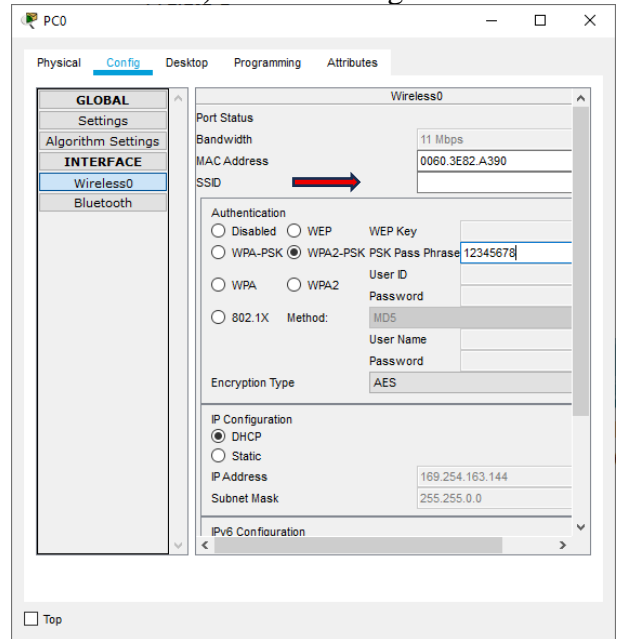 PC0
Physical Config Desktop Programming Attributes
GLOBAL
Settings
Algorithm Settings
INTERFACE
Wireless0
Bluetooth
Wireless0
Port Status
Bandwidth 11 Mbps
MAC Address 0060.3E82.A390
SSID
Authentication
Disabled WEP WEP Key
WPA-PSK WPA2-PSK PSK Pass Phrase 12345678
User ID
WPA WPA2
Password
802.1X Method: MD5
User Name
Password
Encryption Type AES
IP Configuration
DHCP
Static
IP Address 169.254.163.144
Subnet Mask 255.255.0.0
IPv6 Configuration
Top